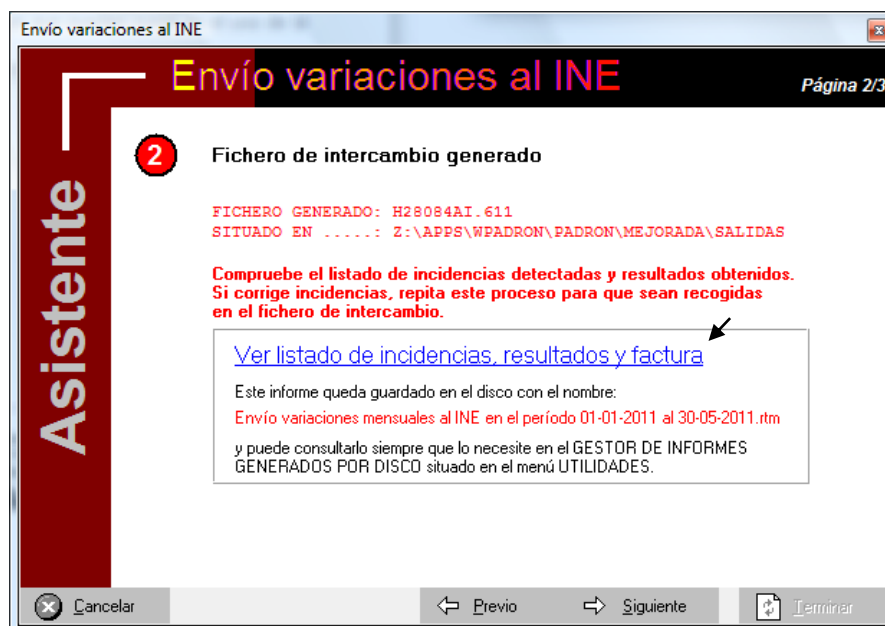 Envío variaciones al INE
Envío variaciones al INE
Página 2/3
Asistente
2
Fichero de intercambio generado
FICHERO GENERADO: H28084AI.611
SITUADO EN .....: Z:\APPS\WPADRON\PADRON\MEJORADA\SALIDAS
Compruebe el listado de incidencias detectadas y resultados obtenidos.
Si corrige incidencias, repita este proceso para que sean recogidas
en el fichero de intercambio.
Ver listado de incidencias, resultados y factura
Este informe queda guardado en el disco con el nombre:
Envío variaciones mensuales al INE en el período 01-01-2011 al 30-05-2011.rtm
y puede consultarlo siempre que lo necesite en el GESTOR DE INFORMES
GENERADOS POR DISCO situado en el menú UTILIDADES.
Cancelar
Previo
Siguiente
Terminar